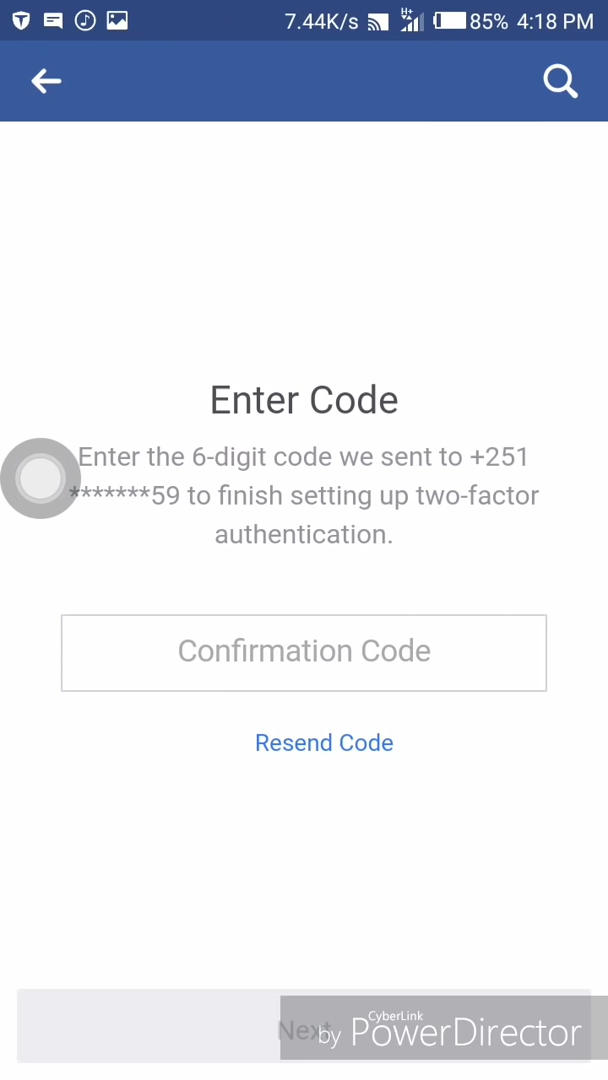 7.44K/s H+ 85% 4:18 PM
Enter Code
Enter the 6-digit code we sent to +251
*******59 to finish setting up two-factor
authentication.
Confirmation Code
Resend Code
Next
CyberLink
by PowerDirector